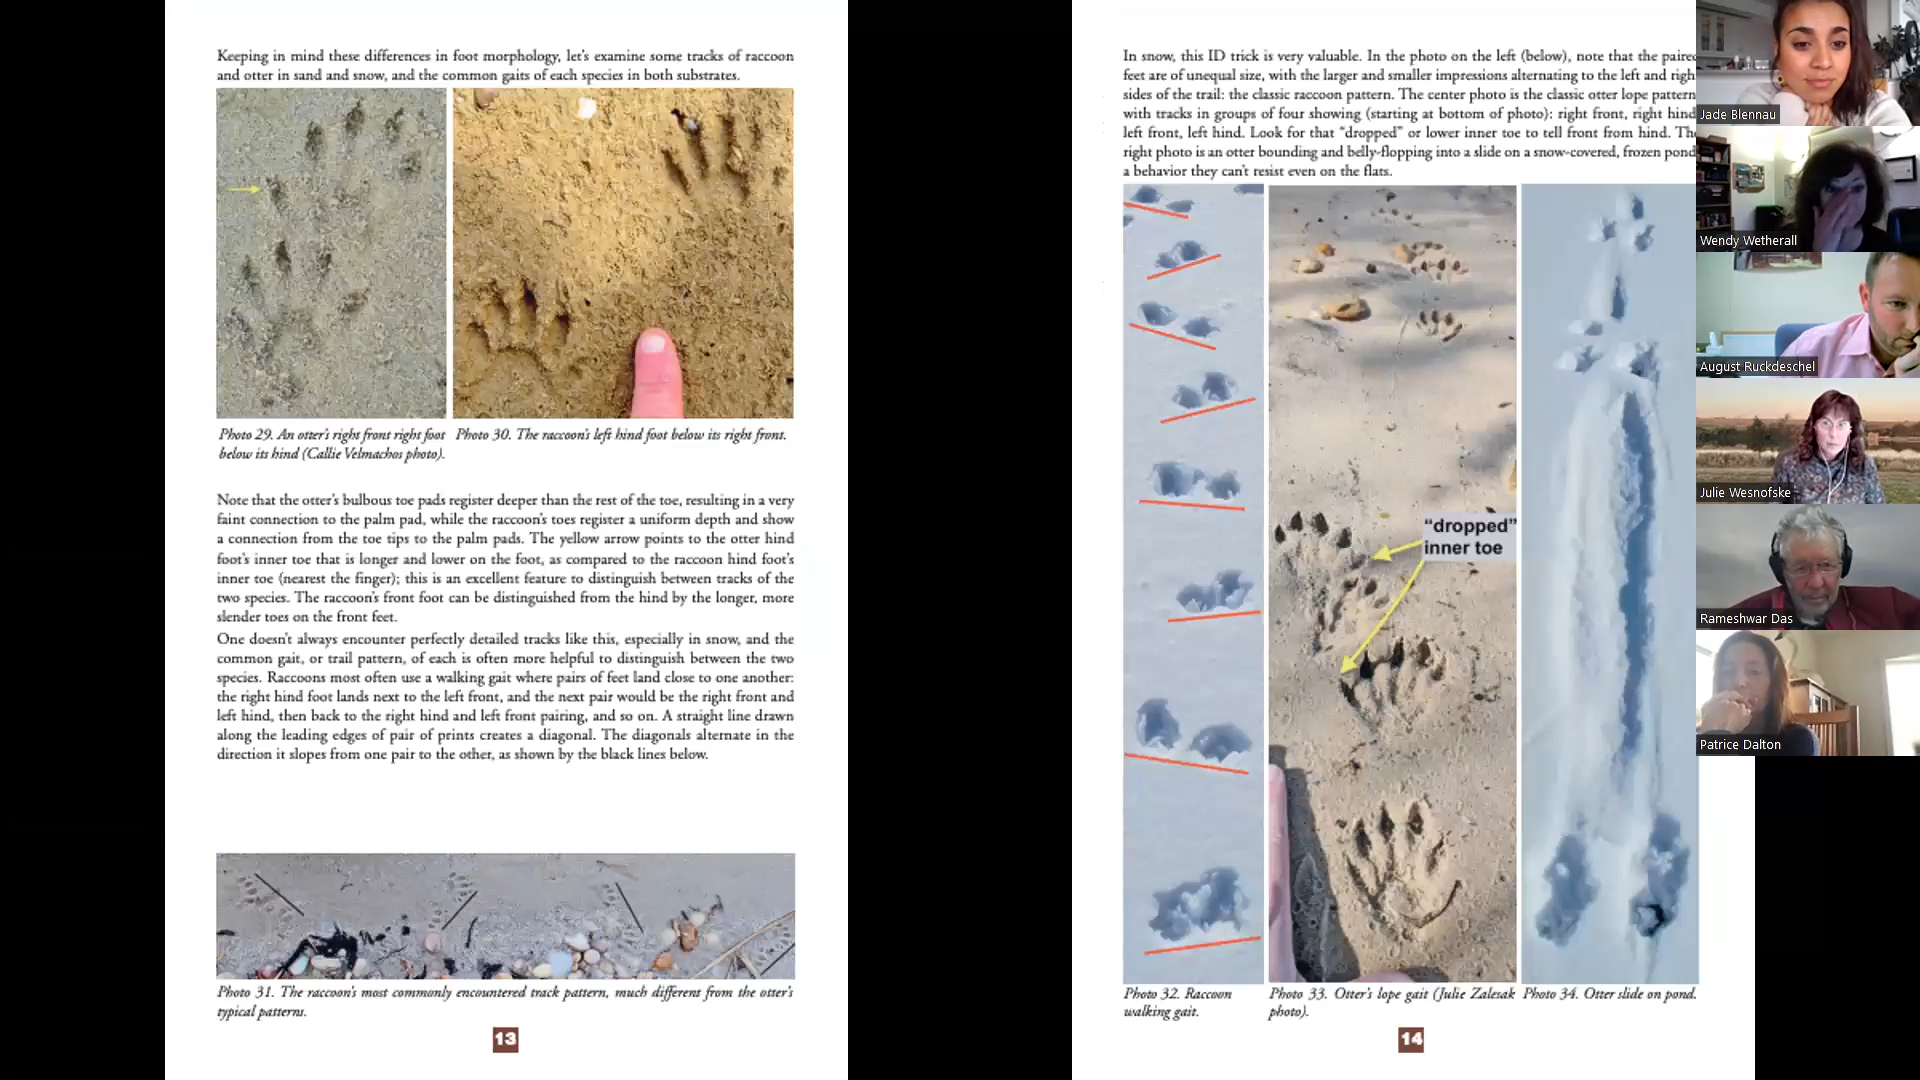 Keeping in mind these differences in foot morphology, let's examine some tracks of raccoon
and otter in sand and snow, and the common gaits of each species in both substrates.
Photo 29. An otter's right front right foot
below its hind (Callie Velmachos photo).
Photo 30. The raccoon's left hind foot below its right front.
Note that the otter's bulbous toe pads register deeper than the rest of the toe, resulting in a very
faint connection to the palm pad, while the raccoon's toes register a uniform depth and show
a connection from the toe tips to the palm pads. The yellow arrow points to the otter hind
foot's inner toe that is longer and lower on the foot, as compared to the raccoon hind foot's
inner toe (nearest the finger); this is an excellent feature to distinguish between tracks of the
two species. The raccoon's front foot can be distinguished from the hind by the longer, more
slender toes on the front feet.
One doesn't always encounter perfectly detailed tracks like this, especially in snow, and the
common gait, or trail pattern, of each is often more helpful to distinguish between the two
species. Raccoons most often use a walking gait where pairs of feet land close to one another:
the right hind foot lands next to the left front, and the next pair would be the right front and
left hind, then back to the right hind and left front pairing, and so on. A straight line drawn
along the leading edges of pair of prints creates a diagonal. The diagonals alternate in the
direction it slopes from one pair to the other, as shown by the black lines below.
Photo 31. The raccoon's most commonly encountered track pattern, much different from the otter's
typical patterns.
13
In snow, this ID trick is very valuable. In the photo on the left (below), note that the paired
feet are of unequal size, with the larger and smaller impressions alternating to the left and righ
sides of the trail: the classic raccoon pattern. The center photo is the classic otter lope pattern
with tracks in groups of four showing (starting at bottom of photo): right front, right hind
left front, left hind. Look for that "dropped" or lower inner toe to tell front from hind. Th
right photo is an otter bounding and belly-flopping into a slide on a snow-covered, frozen pond
a behavior they can't resist even on the flats.
"dropped"
inner toe
Photo 32. Raccoon
walking gait.
Photo 33. Otter's lope gait (Julie Zalesak
photo).
Photo 34. Otter slide on pond.
14
Jade Blennau
Wendy Wetherall
August Ruckdeschel
Julie Wesnofske
Rameshwar Das
Patrice Dalton